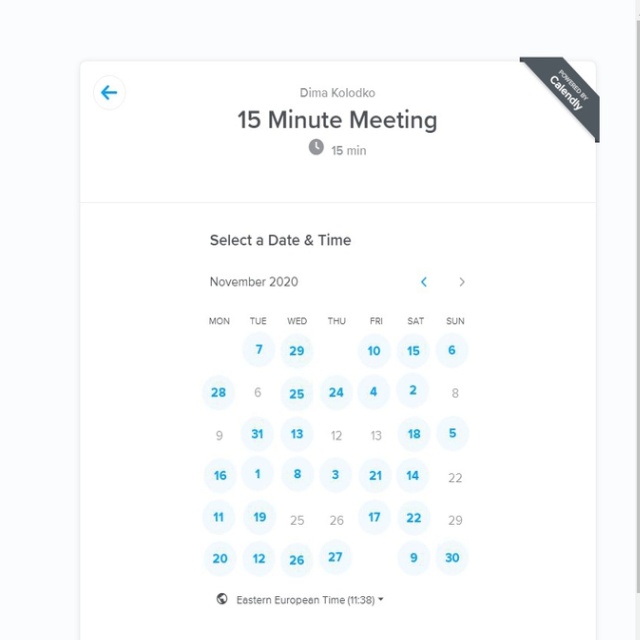 POWERED BY
Calendly
Dima Kolodko
15 Minute Meeting
15 min
Select a Date & Time
November 2020
MON TUE WED THU FRI SAT SUN
7 29 10 15 6
28 6 25 24 4 2 8
9 31 13 12 13 18 5
16 1 8 3 21 14 22
11 19 25 26 17 22 29
20 12 26 27 9 30
Eastern European Time (11:38)